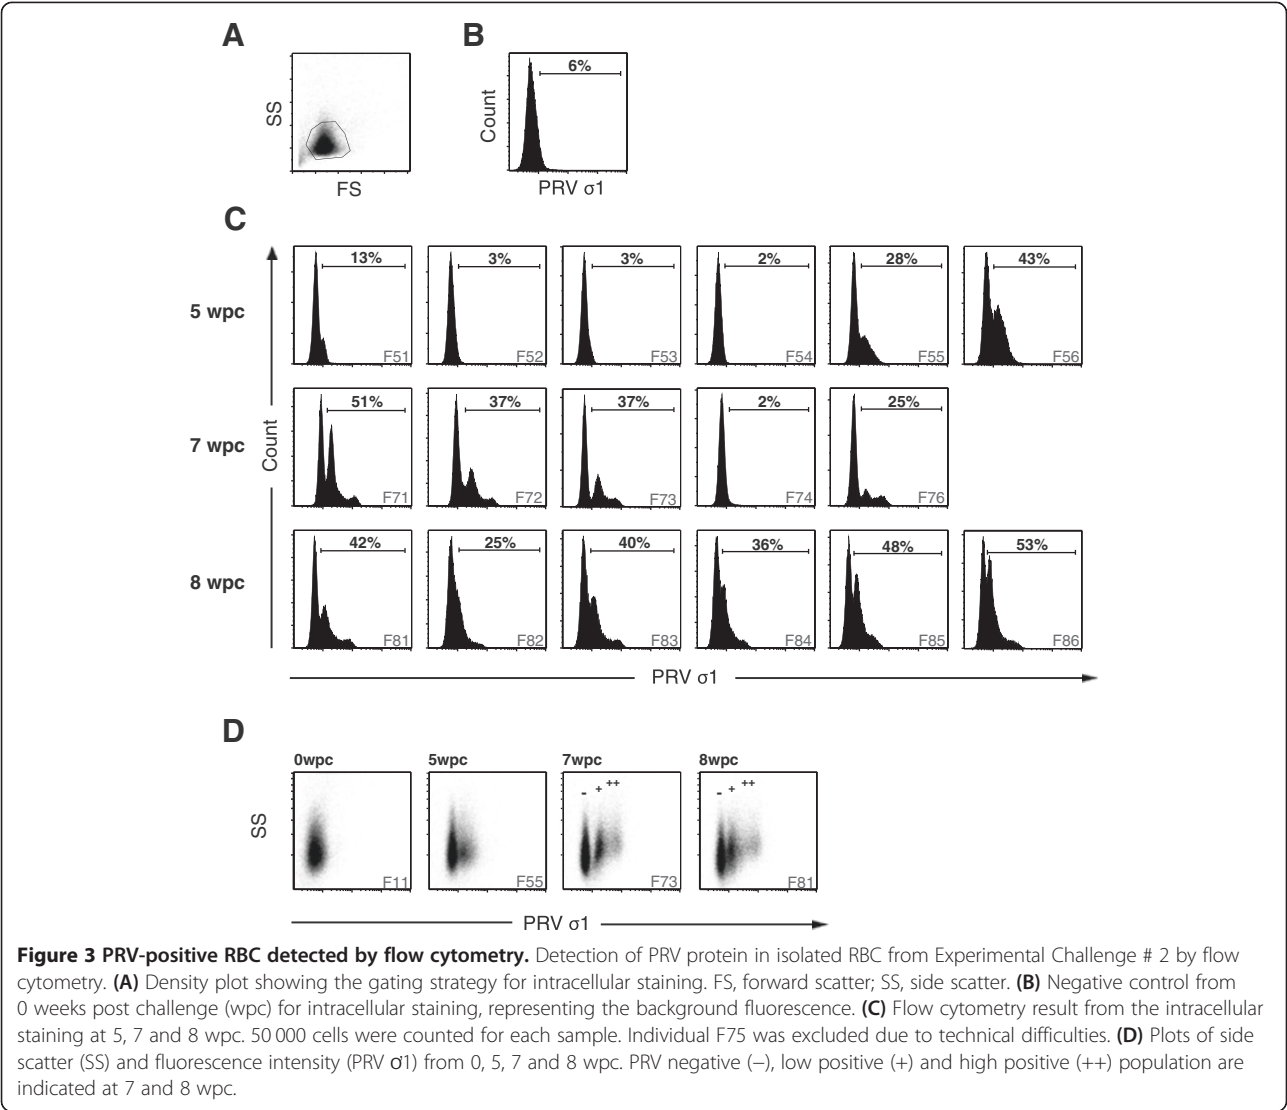 A
B
SS
FS
6%
Count
PRV σ1
C
5 wpc
13%
3%
3%
2%
28%
43%
F51
F52
F53
F54
F55
F56
Count
7 wpc
51%
37%
37%
2%
25%
F71
F72
F73
F74
F76
8 wpc
42%
25%
40%
36%
48%
53%
F81
F82
F83
F84
F85
F86
PRV σ1
D
0wpc
5wpc
7wpc
8wpc
- + ++
- + ++
SS
F11
F55
F73
F81
PRV σ1
Figure 3 PRV-positive RBC detected by flow cytometry. Detection of PRV protein in isolated RBC from Experimental Challenge # 2 by flow
cytometry. (A) Density plot showing the gating strategy for intracellular staining. FS, forward scatter; SS, side scatter. (B) Negative control from
0 weeks post challenge (wpc) for intracellular staining, representing the background fluorescence. (C) Flow cytometry result from the intracellular
staining at 5, 7 and 8 wpc. 50 000 cells were counted for each sample. Individual F75 was excluded due to technical difficulties. (D) Plots of side
scatter (SS) and fluorescence intensity (PRV σ1) from 0, 5, 7 and 8 wpc. PRV negative (−), low positive (+) and high positive (++) population are
indicated at 7 and 8 wpc.